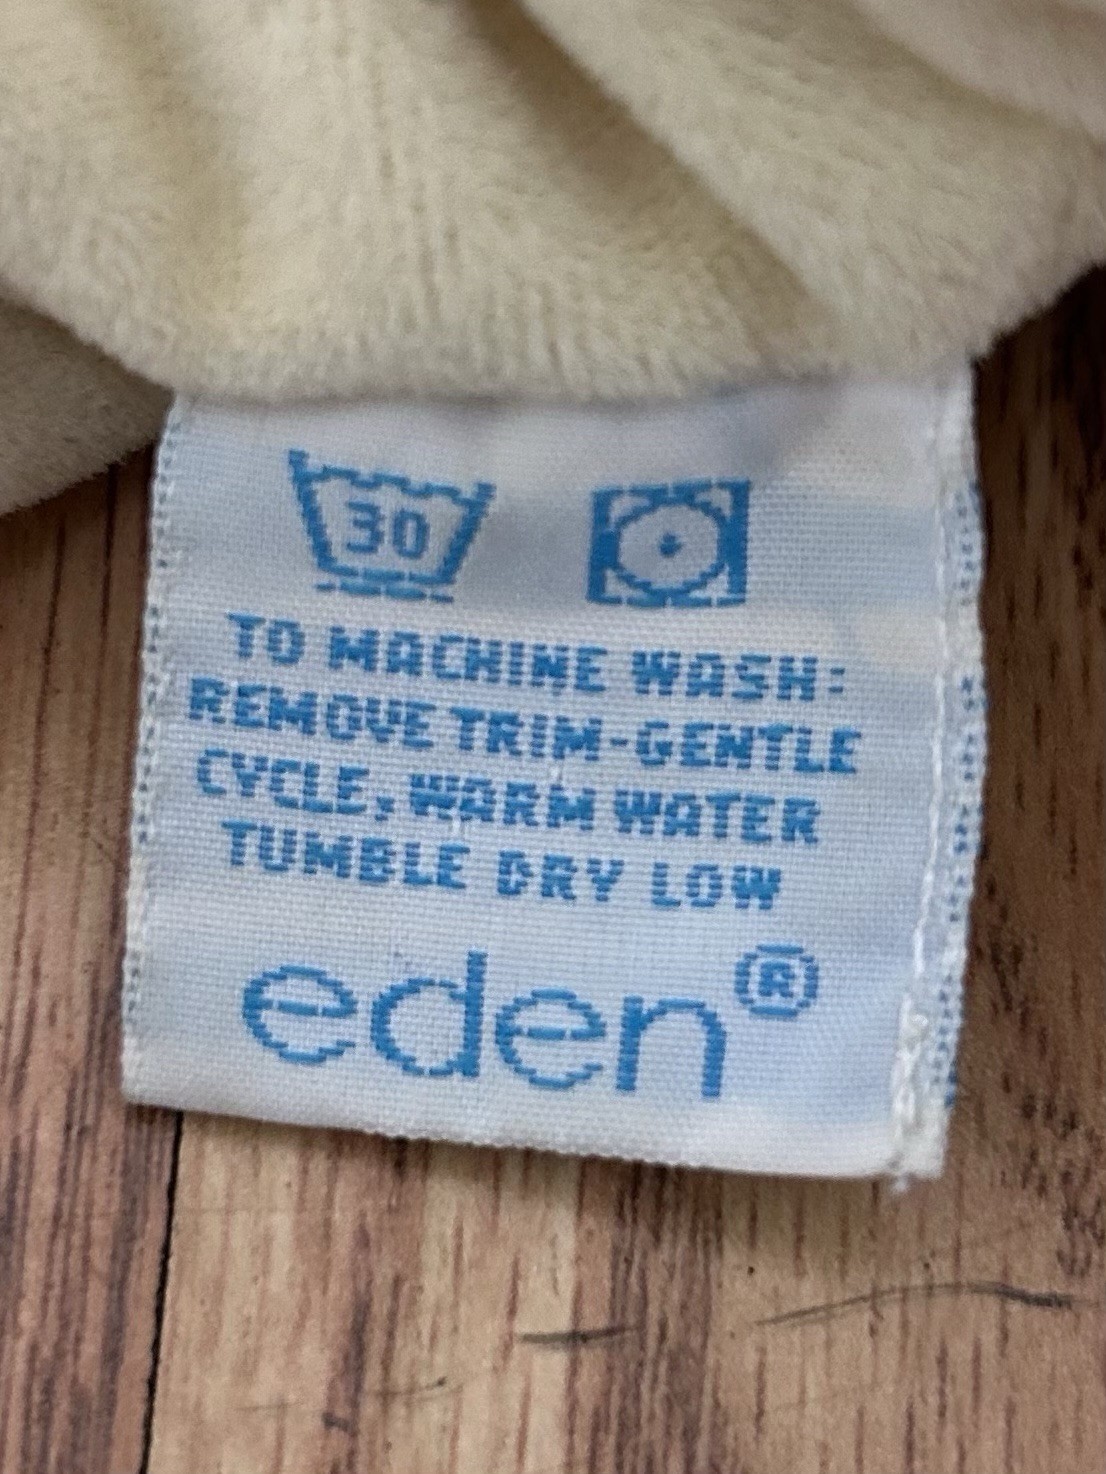 30
TO MACHINE WASH:
REMOVE TRIM-GENTLE
CYCLE, WARM WATER
TUMBLE DRY LOW
eden®